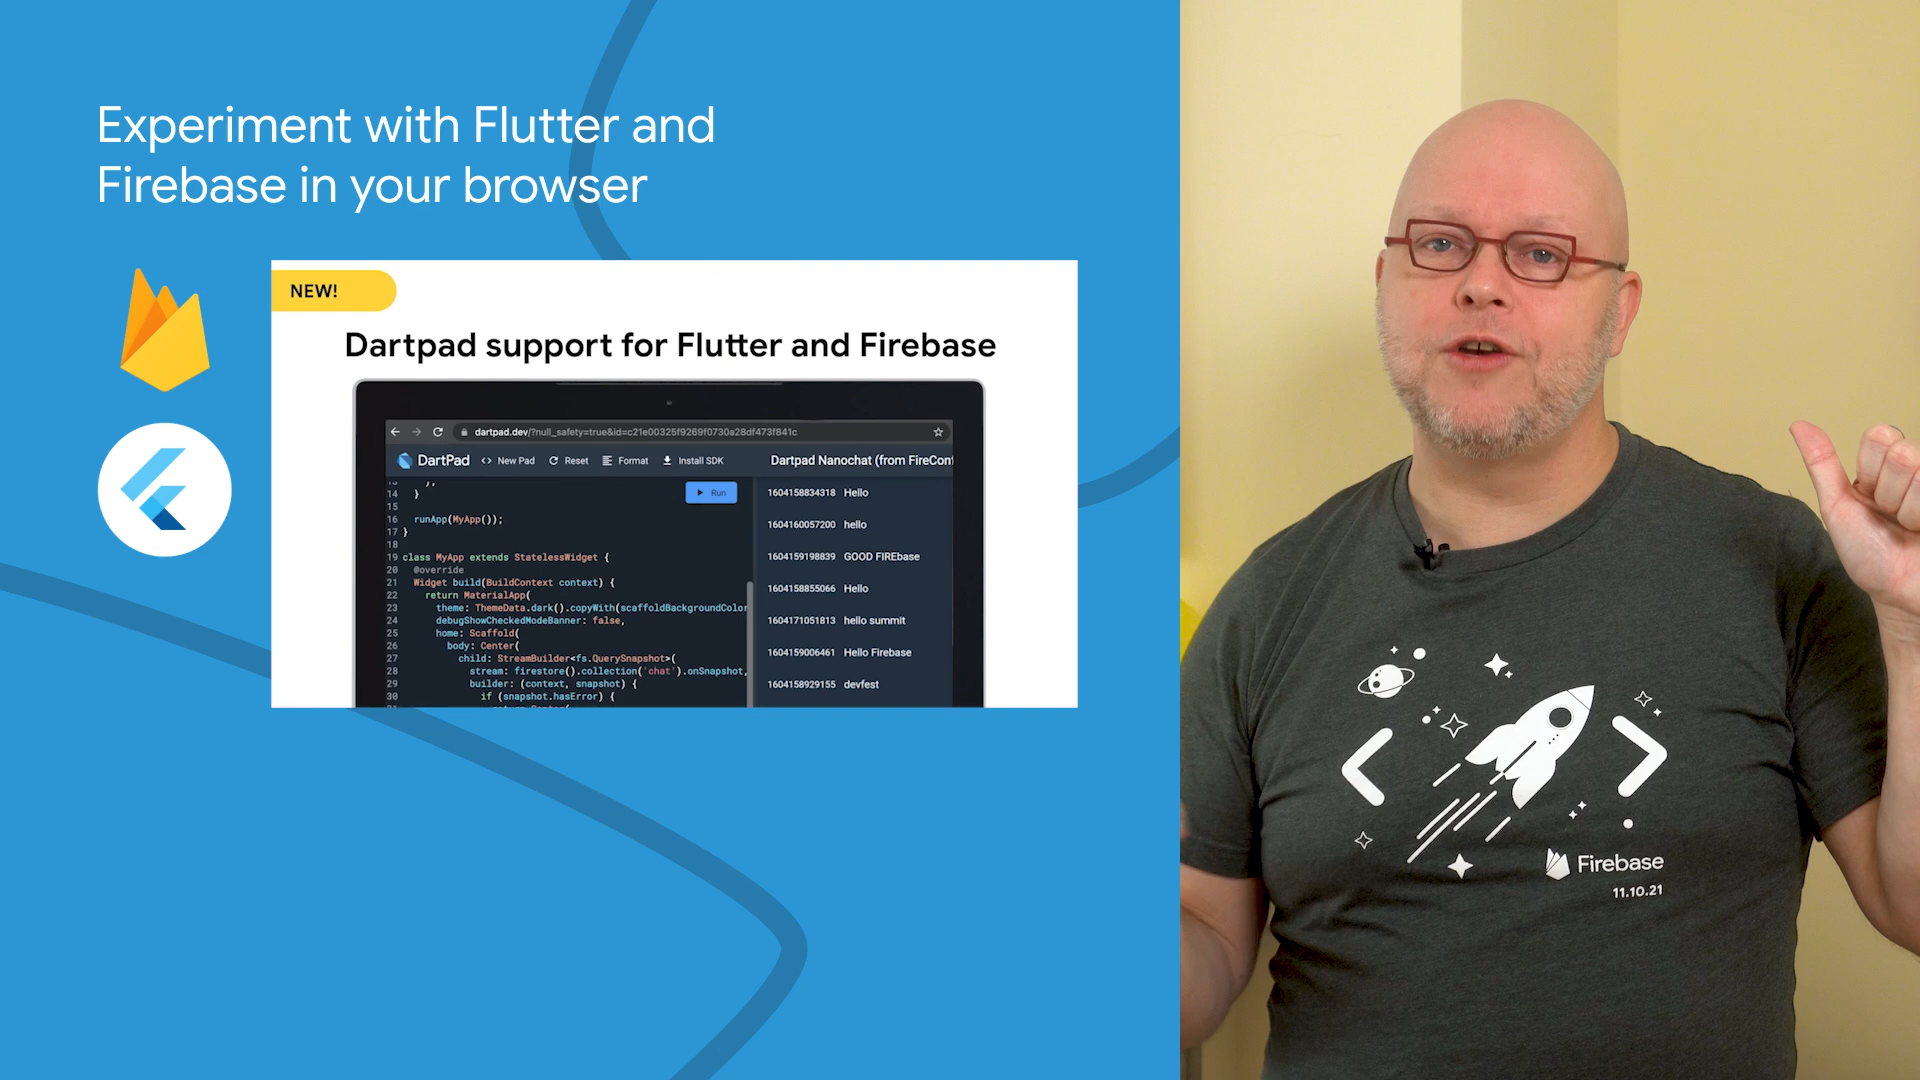 Experiment with Flutter and
Firebase in your browser
NEW!
Dartpad support for Flutter and Firebase
dartpad.dev/?null_safety=true&id=c21e00325f9269f0730a28df473f841c
DartPad <> New Pad Reset Format Install SDK Dartpad Nanochat (from FireConf
Run
14 }
15
16 runApp(MyApp());
17 }
18
19 class MyApp extends StatelessWidget {
20 @override
21 Widget build(BuildContext context) {
22 return MaterialApp(
23 theme: ThemeData.dark().copyWith(scaffoldBackgroundColor
24 debugShowCheckedModeBanner: false,
25 home: Scaffold(
26 body: Center(
27 child: StreamBuilder<fs.QuerySnapshot>(
28 stream: firestore().collection('chat').onSnapshot,
29 builder: (context, snapshot) {
30 if (snapshot.hasError) {
1604158834318 Hello
1604160057200 hello
1604159198839 GOOD FIREbase
1604158855066 Hello
1604171051813 hello summit
1604159006461 Hello Firebase
1604158929155 devfest
Firebase
11.10.21